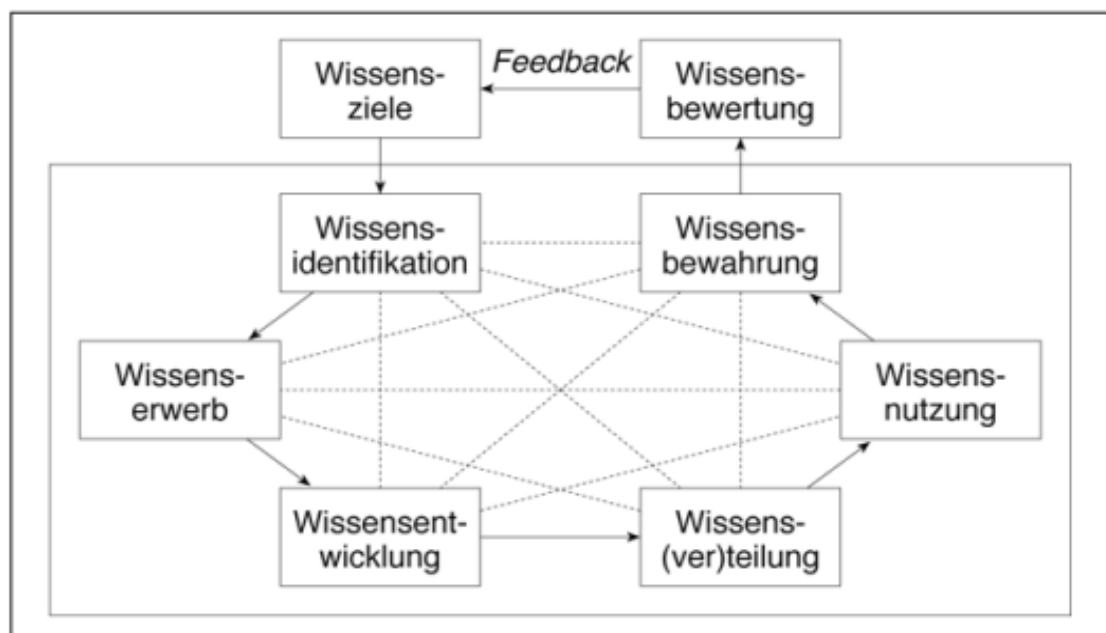 Wissens-
ziele
Feedback
Wissens-
bewertung
Wissens-
identifikation
Wissens-
bewahrung
Wissens-
erwerb
Wissens-
nutzung
Wissensent-
wicklung
Wissens-
(ver)teilung